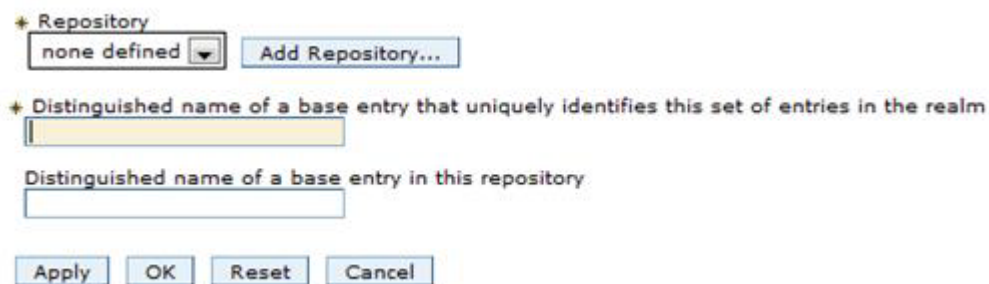 * Repository
none defined Add Repository...
* Distinguished name of a base entry that uniquely identifies this set of entries in the realm
Distinguished name of a base entry in this repository
Apply OK Reset Cancel